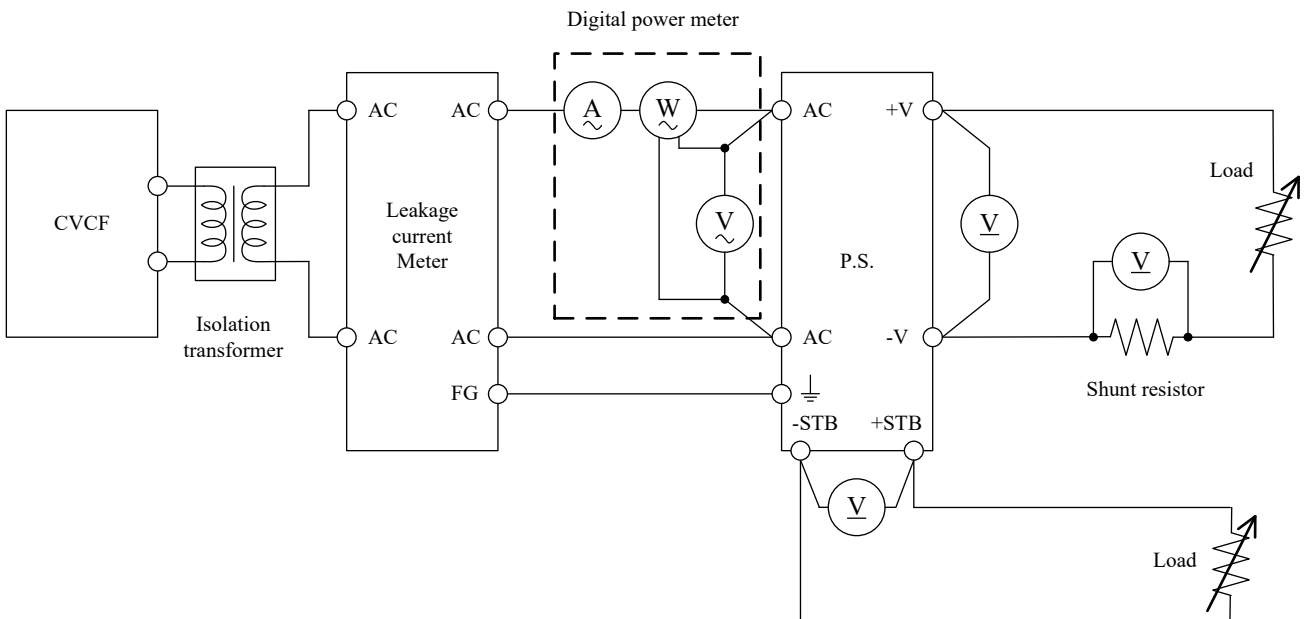 Digital power meter
AC
AC
A
W
AC
+V
Load
CVCF
Leakage
current
Meter
V
P.S.
V
V
Isolation
transformer
AC
AC
AC
-V
Shunt resistor
FG
-STB
+STB
V
Load